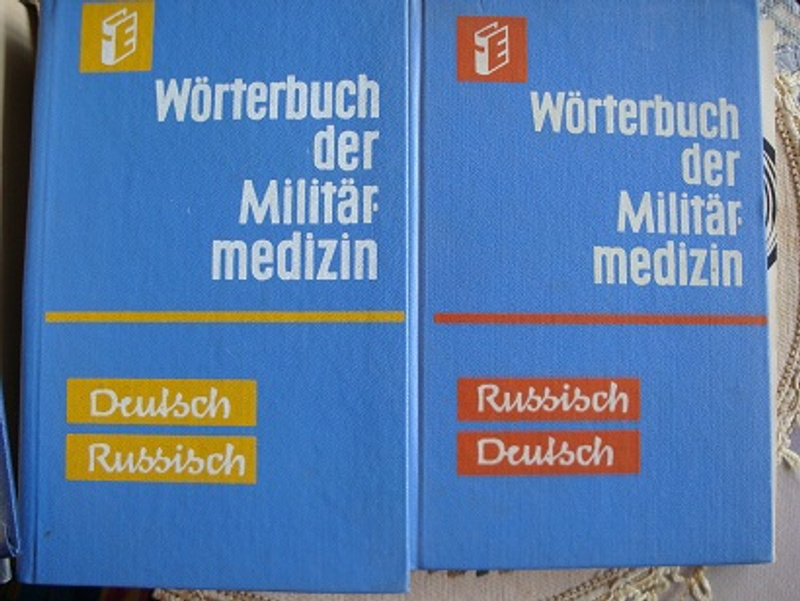 Wörterbuch
der
Militär-
medizin
Deutsch
Russisch
Wörterbuch
der
Militär-
medizin
Russisch
Deutsch